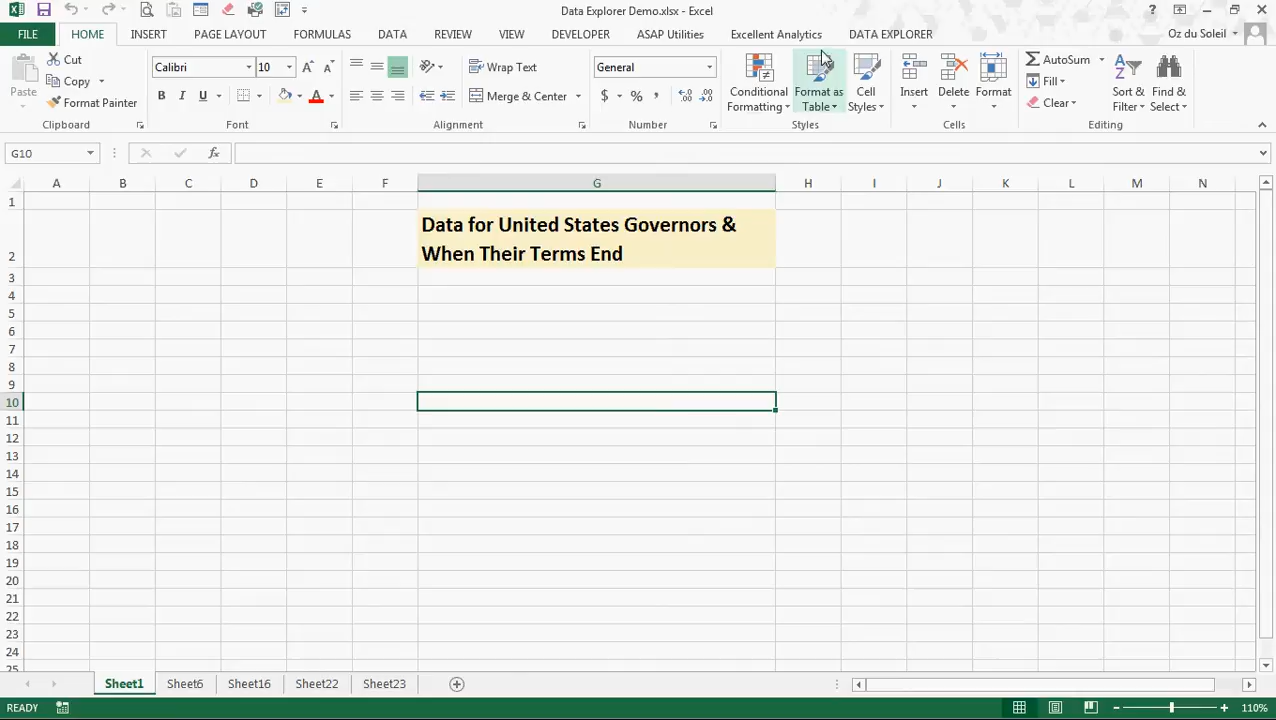 Data Explorer Demo.xlsx - Excel
?
FILE HOME INSERT PAGE LAYOUT FORMULAS DATA REVIEW VIEW DEVELOPER ASAP Utilities Excellent Analytics DATA EXPLORER Oz du Soleil
Paste
Cut
Copy
Format Painter
Clipboard
Calibri 10
B I U
Font
Wrap Text
Merge & Center
Alignment
General
$ % ,
Number
Conditional
Formatting
Format as
Table
Cell
Styles
Styles
Insert
Delete
Format
Cells
AutoSum
Fill
Clear
Sort &
Filter
Find &
Select
Editing
G10
fx
A B C D E F G H I J K L M N
1
2
Data for United States Governors &
When Their Terms End
3
4
5
6
7
8
9
10
11
12
13
14
15
16
17
18
19
20
21
22
23
24
25
Sheet1 Sheet6 Sheet16 Sheet22 Sheet23
READY
110%